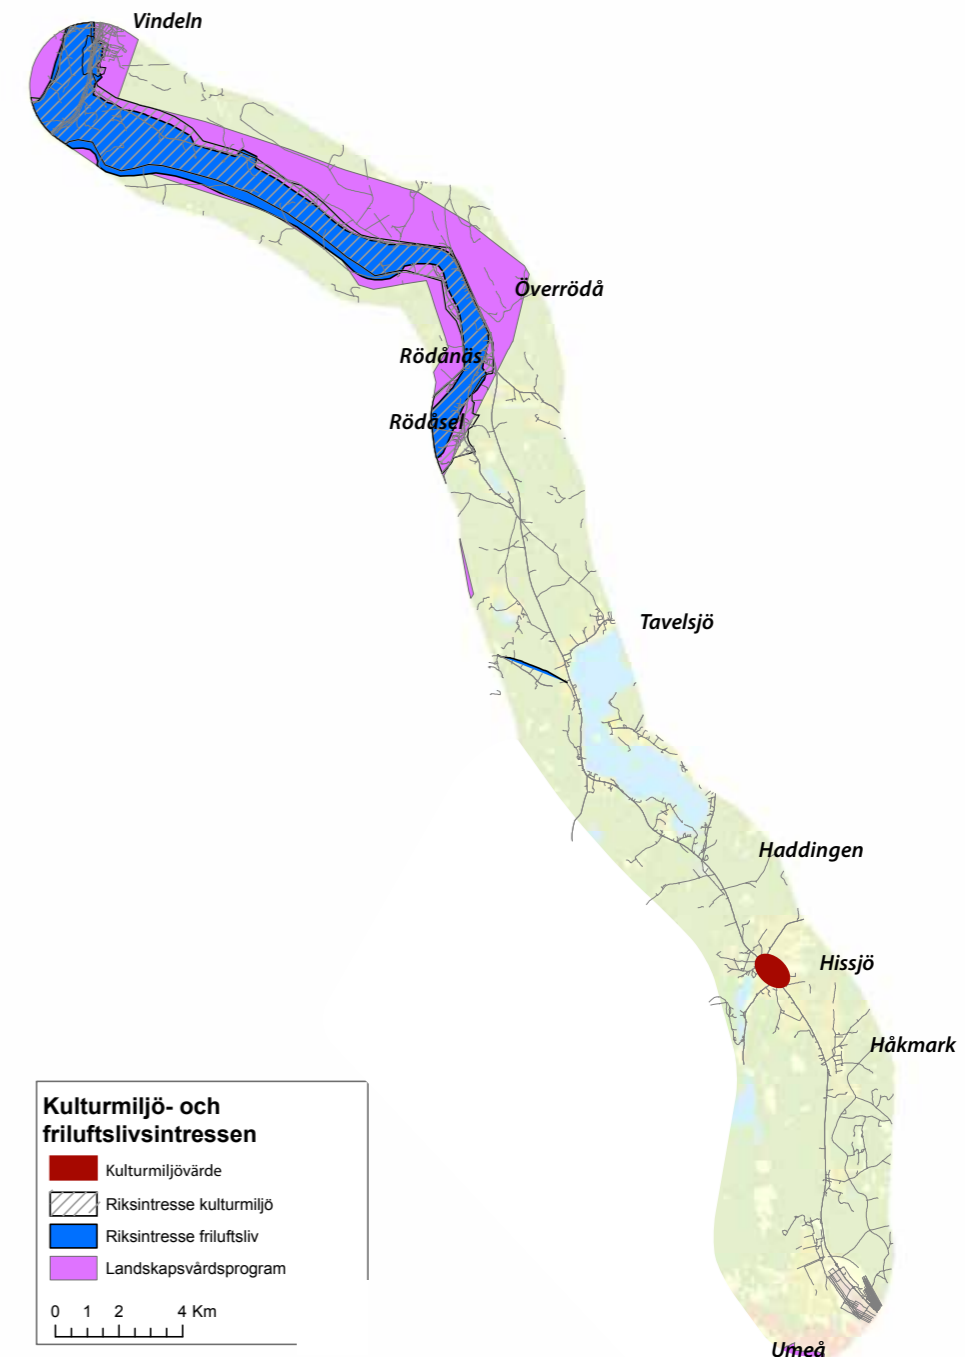 Vindeln
Överrödå
Rödånäs
Rödåsel
Tavelsjö
Haddingen
Hissjö
Håkmark
Umeå
Kulturmiljö- och
friluftslivsintressen
Kulturmiljövärde
Riksintresse kulturmiljö
Riksintresse friluftsliv
Landskapsvårdsprogram
0 1 2 4 Km